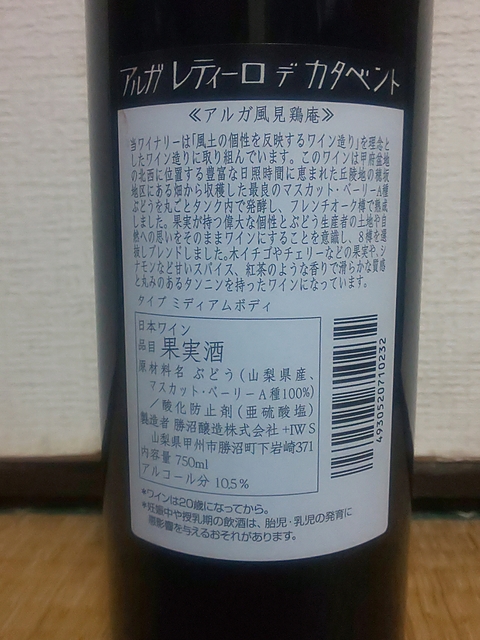 アルガ レティーロ デ カタベント
≪アルガ風見鶏庵≫
当ワイナリーは「風土の個性を反映するワイン造り」を理念と
したワイン造りに取り組んでいます。このワインは甲府盆地
の北西に位置する豊富な日照時間に恵まれた丘陵地の穂坂
地区にある畑から収穫した最良のマスカット・ベーリーA種
ぶどうを丸ごとタンク内で発酵し、フレンチオーク樽で熟成
しました。果実が持つ偉大な個性とぶどう生産者の土地や自
然への思いをそのままワインにすることを意識し、8樽を選
抜しブレンドしました。木イチゴやチェリーなどの果実や、シ
ナモンなど甘いスパイス、紅茶のような香りで滑らかな質感
と丸みのあるタンニンを持ったワインになっています。
タイプ ミディアムボディ
日本ワイン
品目 果実酒
原材料名 ぶどう(山梨県産、
マスカット・ベーリーA種100%)
/酸化防止剤(亜硫酸塩)
製造者 勝沼醸造株式会社 +IWS
山梨県甲州市勝沼町下岩崎371
内容量 750ml
アルコール分 10.5%
4930520710232
*ワインは20歳になってから。
*妊娠中や授乳期の飲酒は、胎児・乳児の発育に
悪影響を与えるおそれがあります。